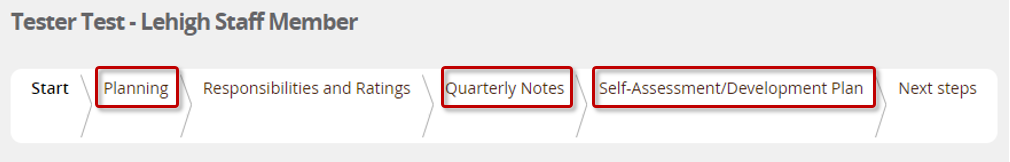 Tester Test - Lehigh Staff Member
Start Planning Responsibilities and Ratings Quarterly Notes Self-Assessment/Development Plan Next steps